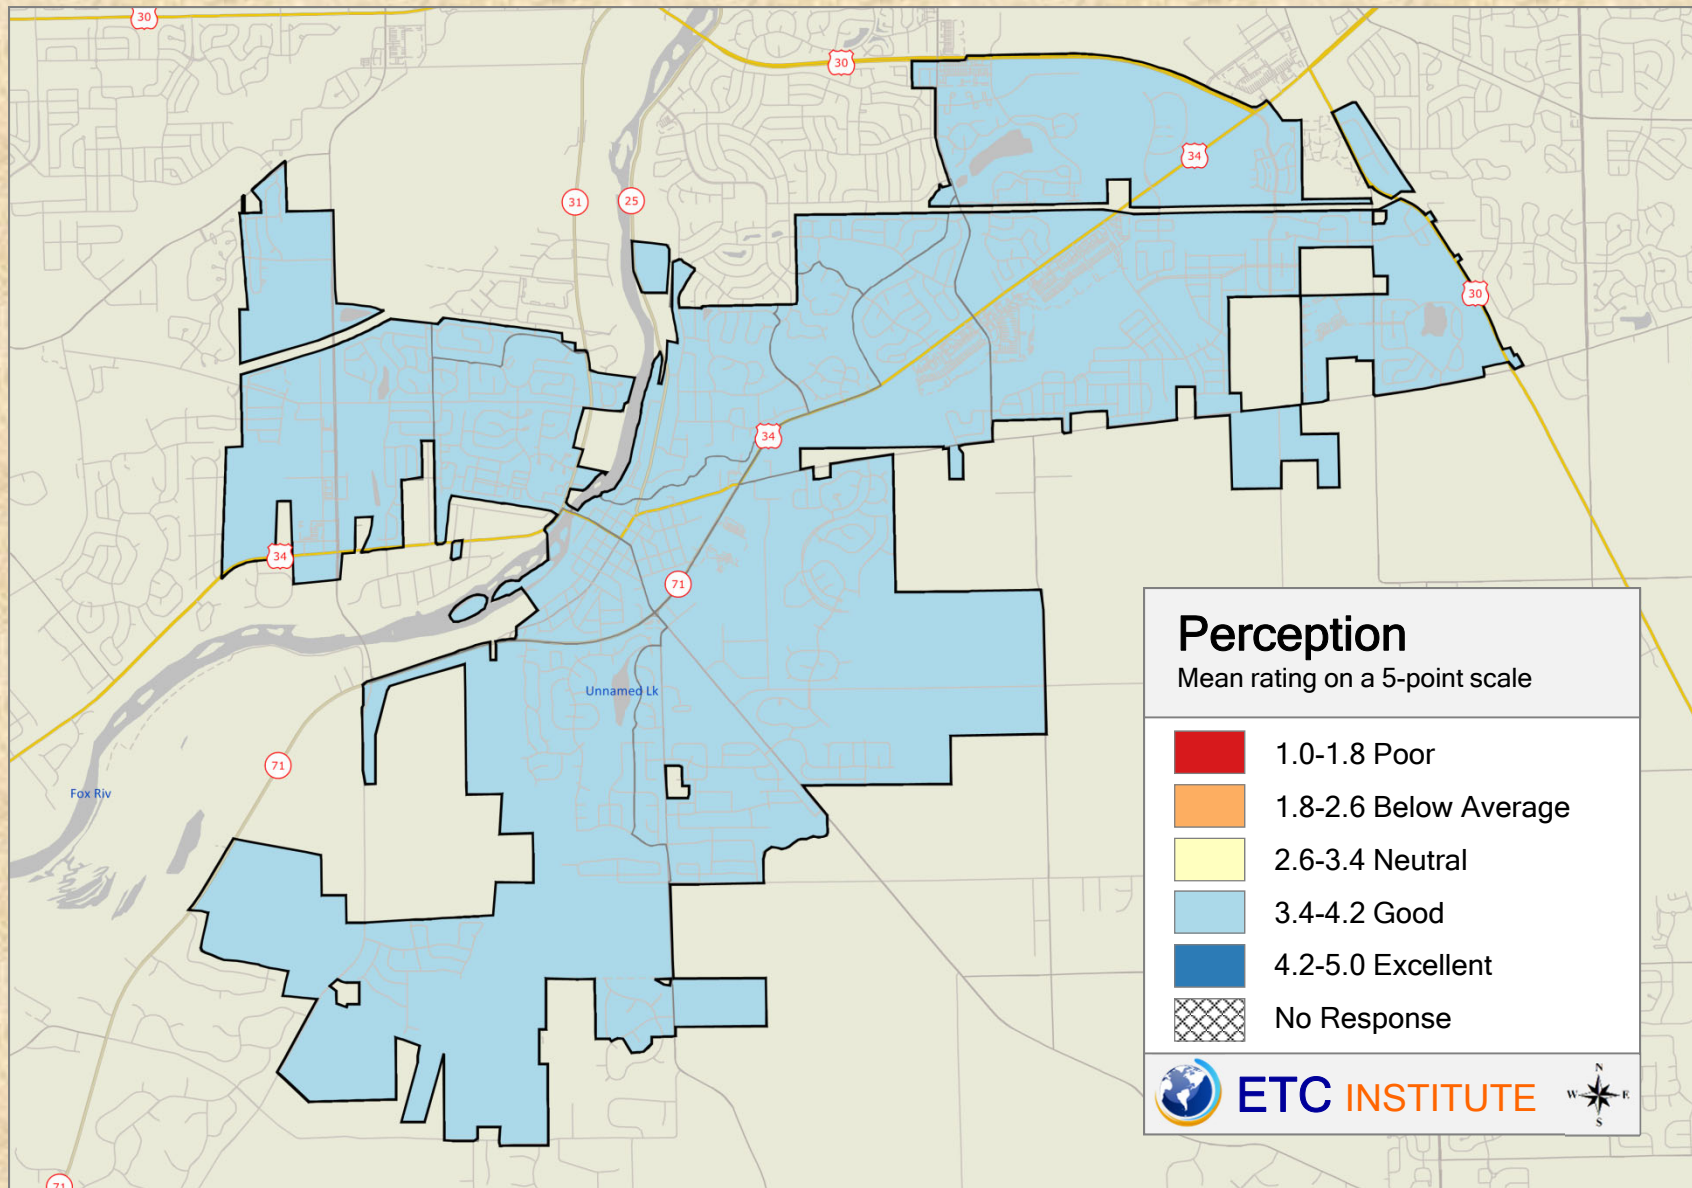 30
30
34
31
25
30
34
34
71
Unnamed Lk
71
Fox Riv
71
Perception
Mean rating on a 5-point scale
1.0-1.8 Poor
1.8-2.6 Below Average
2.6-3.4 Neutral
3.4-4.2 Good
4.2-5.0 Excellent
No Response
ETC INSTITUTE
N
W E
S